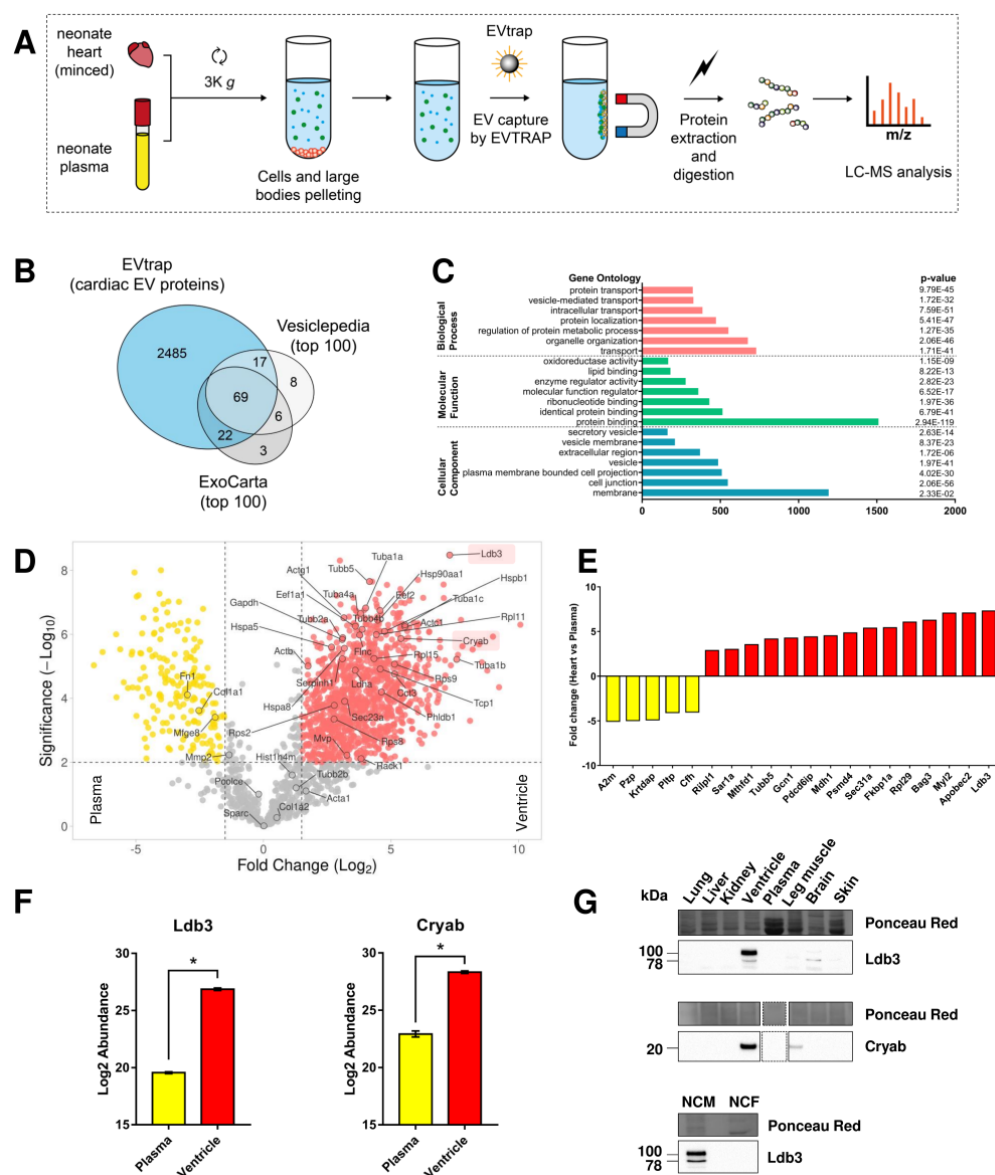 A
neonate
heart
(minced)
neonate
plasma
3K g
Cells and large
bodies pelleting
EVtrap
EV capture
by EVTRAP
Protein
extraction
and
digestion
m/z
LC-MS analysis
B
EVtrap
(cardiac EV proteins)
Vesiclepedia
(top 100)
2485
17
8
69
6
22
3
ExoCarta
(top 100)
C
Gene Ontology
p-value
Biological
Process
protein transport 9.79E-45
vesicle-mediated transport 1.72E-32
intracellular transport 7.59E-51
protein localization 5.41E-47
regulation of protein metabolic process 1.27E-35
organelle organization 2.06E-46
transport 1.71E-41
Molecular
Function
oxidoreductase activity 1.15E-09
lipid binding 8.22E-13
enzyme regulator activity 2.82E-23
molecular function regulator 6.52E-17
ribonucleotide binding 1.97E-36
identical protein binding 6.79E-41
protein binding 2.94E-119
Cellular
Component
secretory vesicle 2.63E-14
vesicle membrane 8.37E-23
extracellular region 1.72E-06
vesicle 1.97E-41
plasma membrane bounded cell projection 4.02E-30
cell junction 2.06E-56
membrane 2.33E-02
0 500 1000 1500 2000
D
Significance (−Log10)
8
6
4
2
0
Plasma
Ventricle
Ldb3
Tuba1a
Tubb5
Hsp90aa1
Actg1
Hspb1
Eef1a1
Tuba4a
Eef2
Tuba1c
Gapdh
Tubb2a
Tubb4b
Actc1
Rpl11
Hspa5
Cryab
Flnc
Rpl15
Actb
Tuba1b
Serpinh1
Ldha
Rps9
Fn1
Cct3
Tcp1
Col1a1
Hspa8
Sec23a
Phldb1
Mfge8
Rps2
Rps8
Mmp2
Mvp
Hist1h4m
Rack1
Tubb2b
Pcolce
Acta1
Sparc
Col1a2
-5 0 5 10
Fold Change (Log2)
E
Fold change (Heart vs Plasma)
10
5
0
-5
-10
A2m
Pzp
Krtdap
Pltp
Cfh
Rilpl1
Sar1a
Mthfd1
Tubb5
Gcn1
Pdcd6ip
Mdh1
Psmd4
Sec31a
Fkbp1a
Rpl29
Bag3
Myl2
Apobec2
Ldb3
F
Ldb3
Log2 Abundance
30
25
20
15
*
Plasma
Ventricle
Cryab
Log2 Abundance
30
25
20
15
*
Plasma
Ventricle
G
kDa
Lung
Liver
Kidney
Ventricle
Plasma
Leg muscle
Brain
Skin
Ponceau Red
100
78
Ldb3
Ponceau Red
20
Cryab
NCM NCF
Ponceau Red
100
78
Ldb3